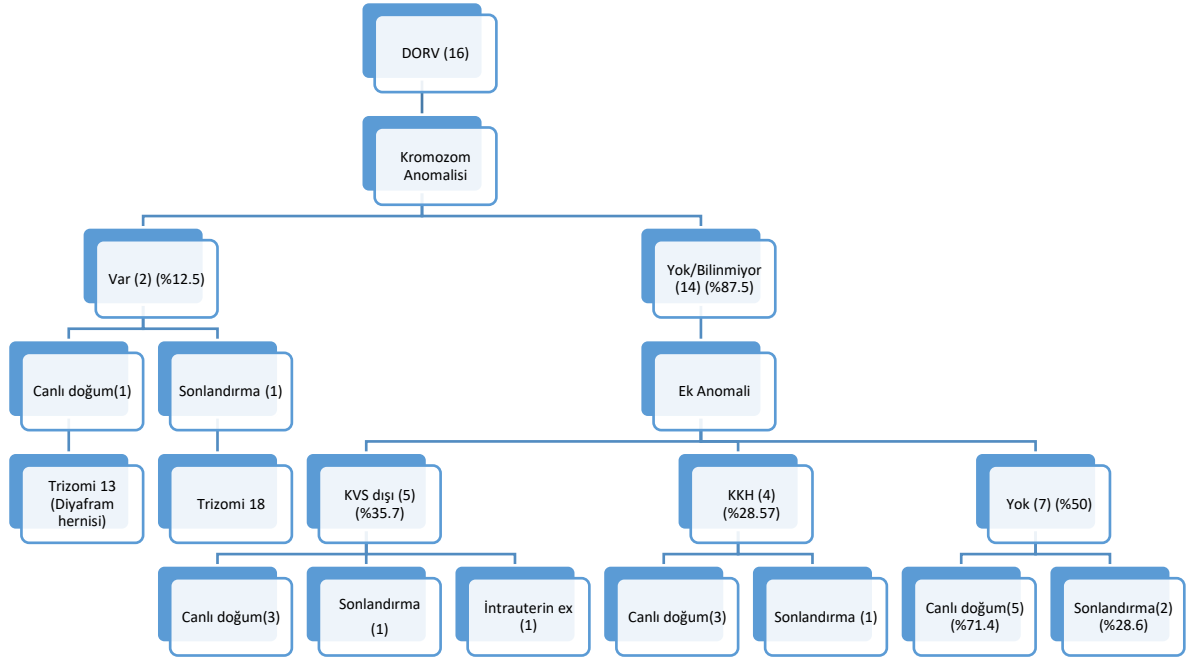 DORV (16)
Kromozom
Anomalisi
Var (2) (%12.5)
Yok/Bilinmiyor
(14) (%87.5)
Canlı doğum(1)
Sonlandırma (1)
Ek Anomali
Trizomi 13
(Diyafram
hernisi)
Trizomi 18
KVS dışı (5)
(%35.7)
KKH (4)
(%28.57)
Yok (7) (%50)
Canlı doğum(3)
Sonlandırma
(1)
İntrauterin ex
(1)
Canlı doğum(3)
Sonlandırma (1)
Canlı doğum(5)
(%71.4)
Sonlandırma(2)
(%28.6)